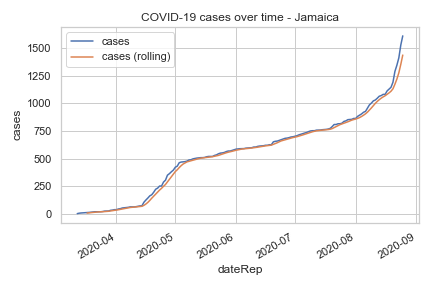 COVID-19 cases over time - Jamaica
cases
cases (rolling)
1500
1250
1000
750
500
250
0
cases
2020-04
2020-05
2020-06
2020-07
2020-08
2020-09
dateRep